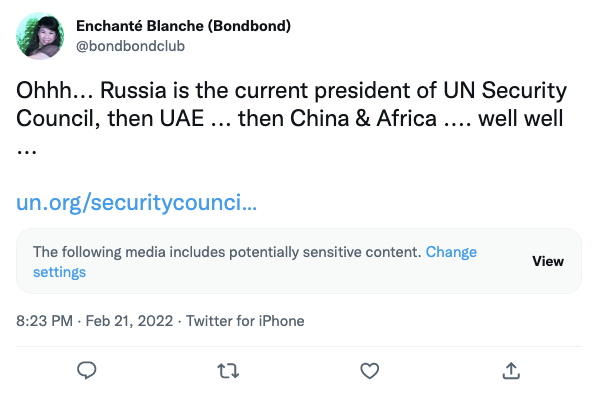 Enchanté Blanche (Bondbond)
@bondbondclub
Ohhh... Russia is the current president of UN Security
Council, then UAE ... then China & Africa .... well well
...
un.org/securitycounci...
The following media includes potentially sensitive content. Change
settings
View
8:23 PM · Feb 21, 2022 · Twitter for iPhone